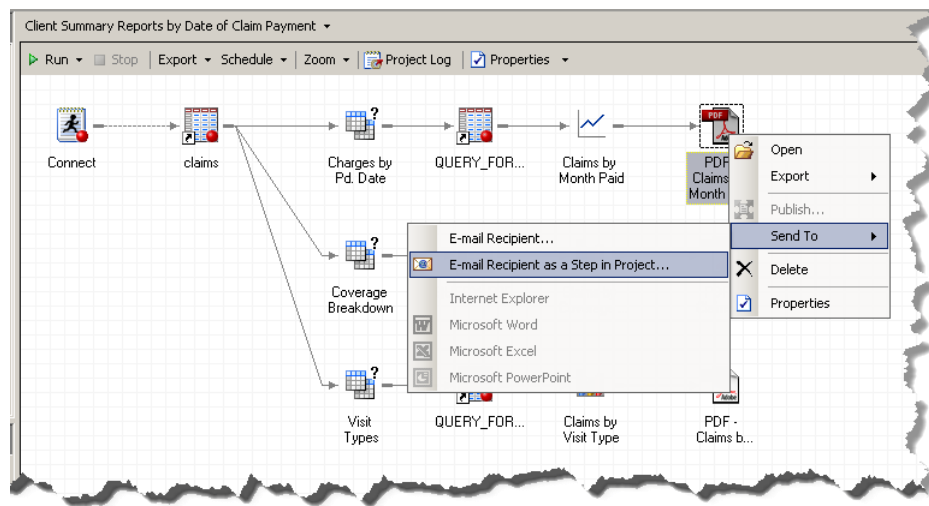 Client Summary Reports by Date of Claim Payment
Run Stop Export Schedule Zoom Project Log Properties
Connect
claims
Charges by
Pd. Date
QUERY_FOR...
Claims by
Month Paid
PDF
Claims
Month
Open
Export
Publish...
Send To
Delete
Properties
E-mail Recipient...
E-mail Recipient as a Step in Project...
Internet Explorer
Microsoft Word
Microsoft Excel
Microsoft PowerPoint
Coverage
Breakdown
Visit
Types
QUERY_FOR...
Claims by
Visit Type
PDF -
Claims b...